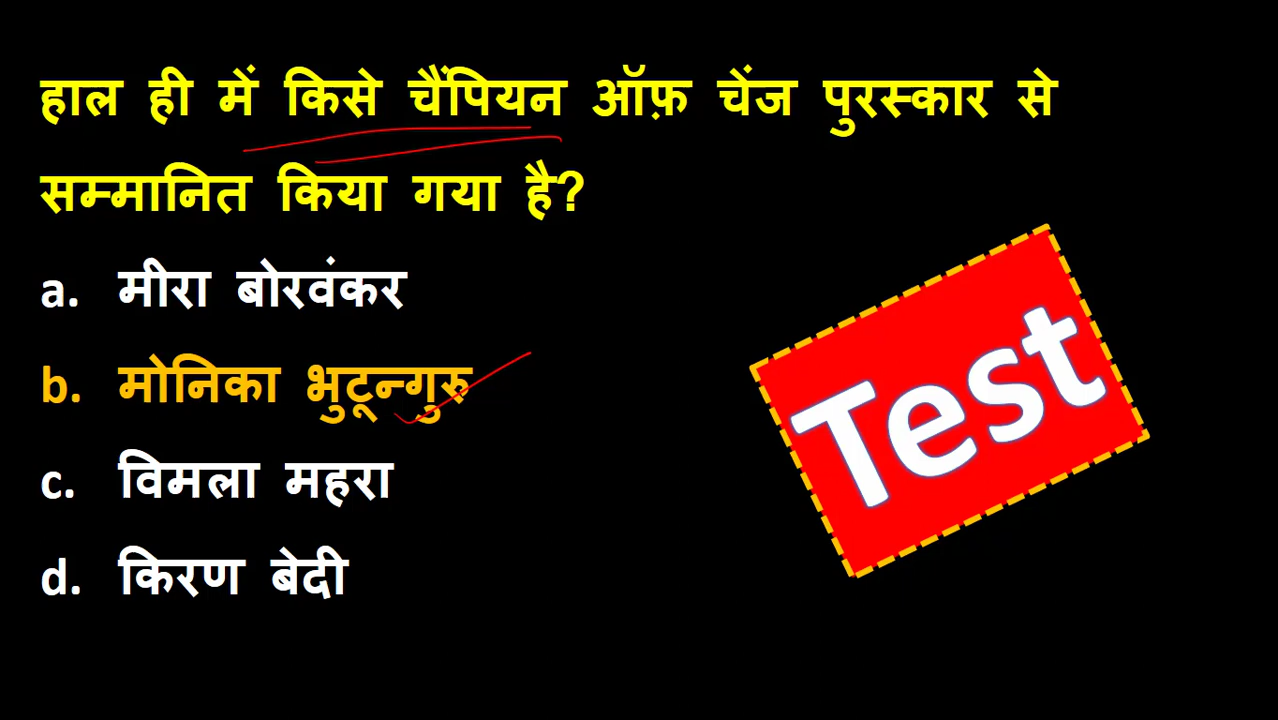 हाल ही में किसे चैंपियन ऑफ़ चेंज पुरस्कार से
सम्मानित किया गया है?
a. मीरा बोरवंकर
b. मोनिका भुटून्गुरु
c. विमला महरा
d. किरण बेदी
Test